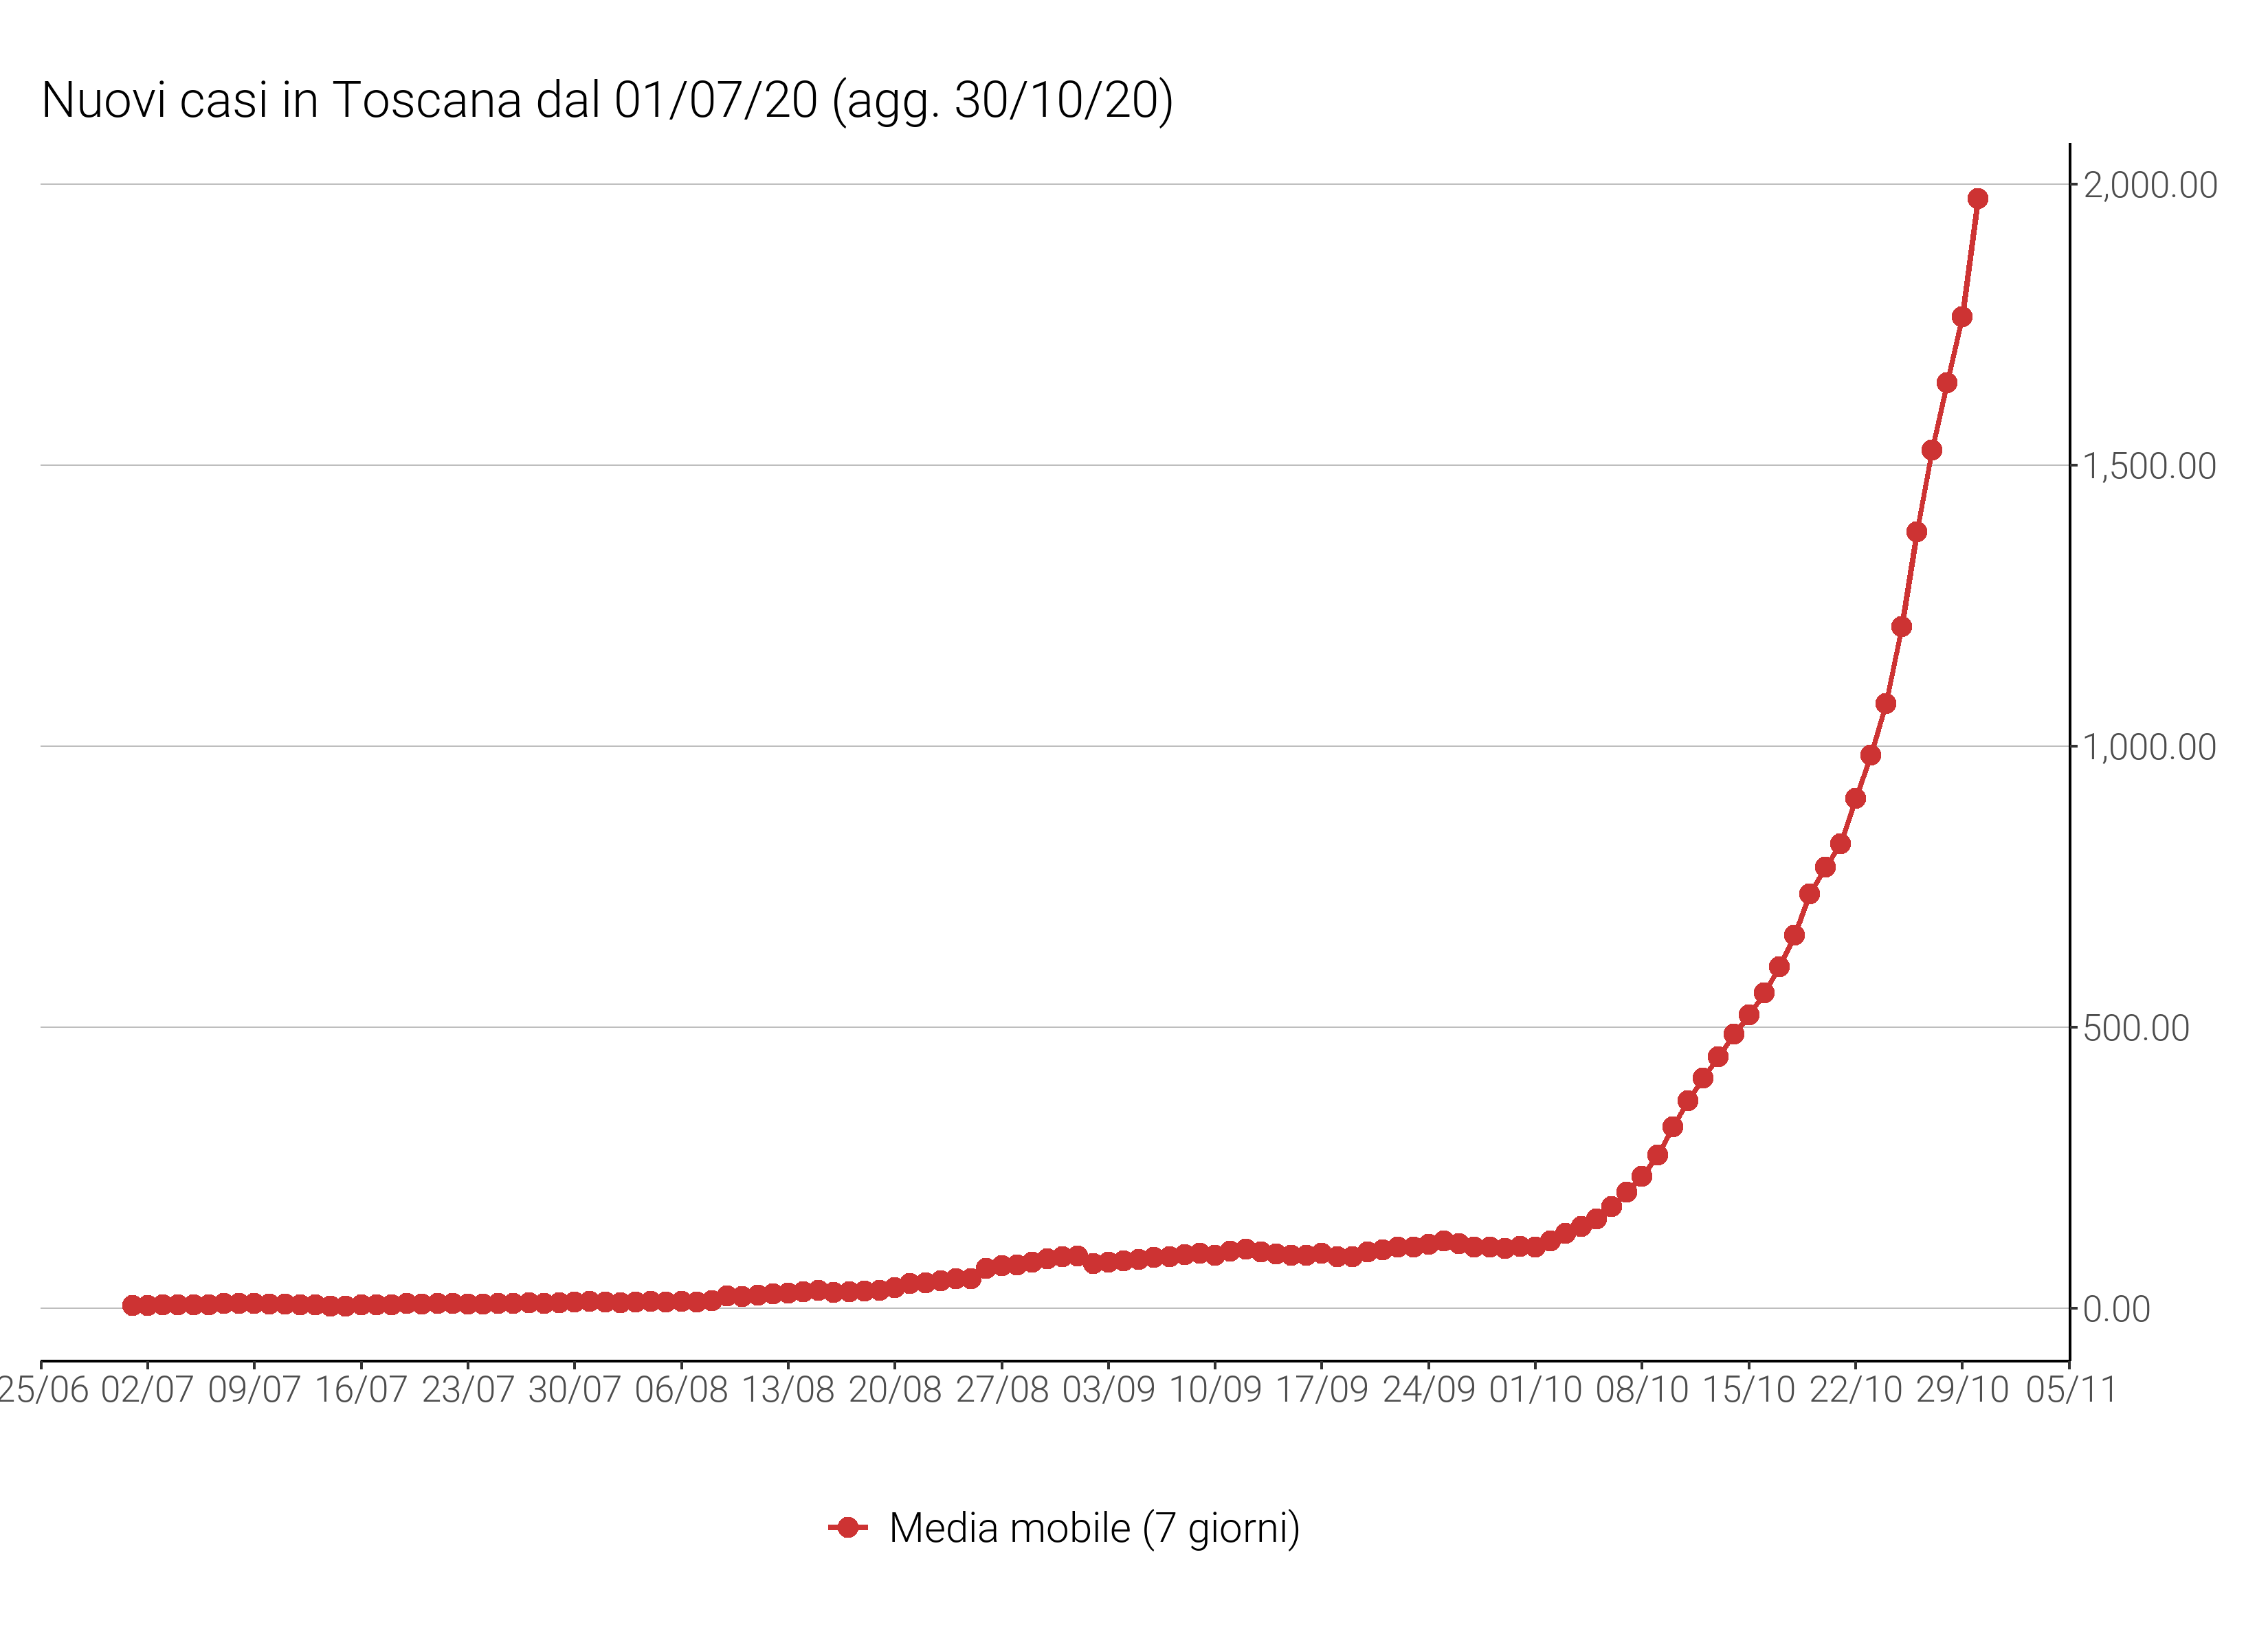 Nuovi casi in Toscana dal 01/07/20 (agg. 30/10/20)
2,000.00
1,500.00
1,000.00
500.00
0.00
25/06 02/07 09/07 16/07 23/07 30/07 06/08 13/08 20/08 27/08 03/09 10/09 17/09 24/09 01/10 08/10 15/10 22/10 29/10 05/11
Media mobile (7 giorni)